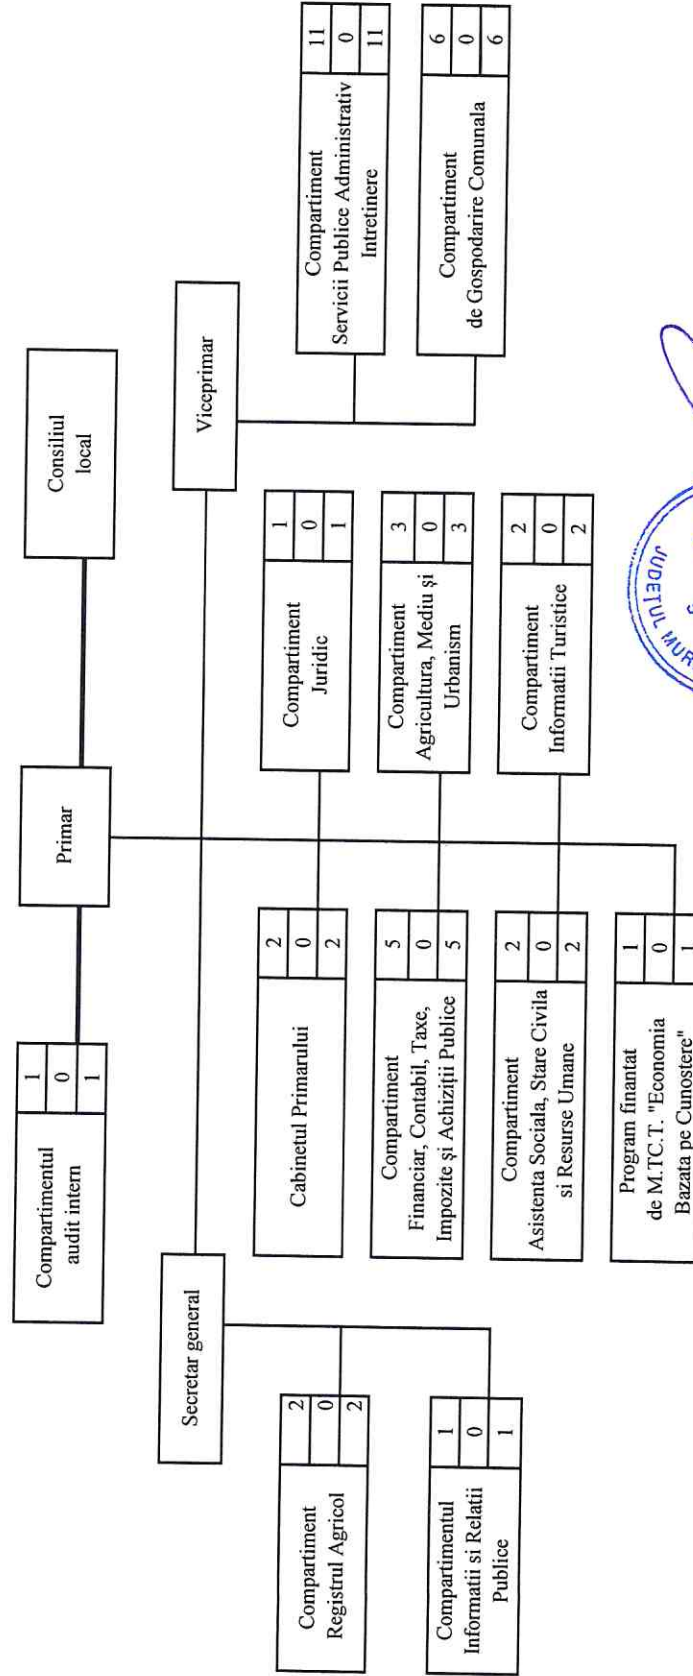 Consiliul
local
Primar
Compartimentul
audit intern
1
0
1
Viceprimar
Secretar general
Compartiment
Servicii Publice Administrativ
Intretinere
11
0
11
Compartiment
de Gospodarire Comunala
6
0
6
Compartiment
Juridic
1
0
1
Compartiment
Agricultura, Mediu și
Urbanism
3
0
3
Compartiment
Informatii Turistice
2
0
2
Cabinetul Primarului
2
0
2
Compartiment
Financiar, Contabil, Taxe,
Impozite și Achiziții Publice
5
0
5
Compartiment
Asistenta Sociala, Stare Civila
si Resurse Umane
2
0
2
Program finantat
de M.TC.T. "Economia
Bazata pe Cunostere"
1
0
1
Compartiment
Registrul Agricol
2
0
2
Compartimentul
Informatii si Relatii
Publice
1
0
1
JUDEȚUL MUR